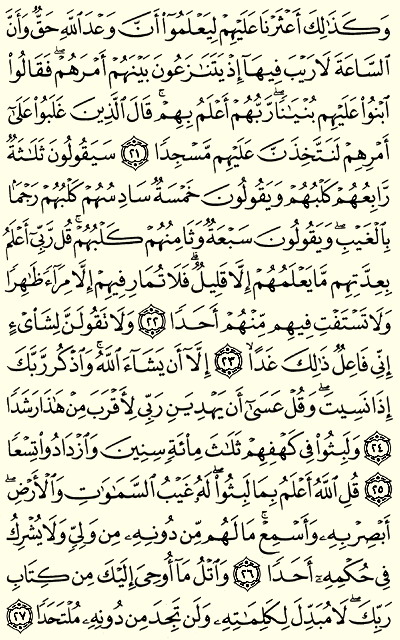 وَكَذَٰلِكَ أَعۡثَرۡنَا عَلَيۡهِمۡ لِيَعۡلَمُوٓاْ أَنَّ وَعۡدَ ٱللَّهِ حَقّٞ وَأَنَّ
ٱلسَّاعَةَ لَا رَيۡبَ فِيهَآ إِذۡ يَتَنَٰزَعُونَ بَيۡنَهُمۡ أَمۡرَهُمۡۖ فَقَالُواْ
ٱبۡنُواْ عَلَيۡهِم بُنۡيَٰنٗاۖ رَّبُّهُمۡ أَعۡلَمُ بِهِمۡۚ قَالَ ٱلَّذِينَ غَلَبُواْ عَلَىٰٓ
أَمۡرِهِمۡ لَنَتَّخِذَنَّ عَلَيۡهِم مَّسۡجِدٗا ٢١ سَيَقُولُونَ ثَلَٰثَةٞ
رَّابِعُهُمۡ كَلۡبُهُمۡ وَيَقُولُونَ خَمۡسَةٞ سَادِسُهُمۡ كَلۡبُهُمۡ رَجۡمَۢا
بِٱلۡغَيۡبِۖ وَيَقُولُونَ سَبۡعَةٞ وَثَامِنُهُمۡ كَلۡبُهُمۡۚ قُل رَّبِّيٓ أَعۡلَمُ
بِعِدَّتِهِم مَّا يَعۡلَمُهُمۡ إِلَّا قَلِيلٞۗ فَلَا تُمَارِ فِيهِمۡ إِلَّا مِرَآءٗ ظَٰهِرٗا
وَلَا تَسۡتَفۡتِ فِيهِم مِّنۡهُمۡ أَحَدٗا ٢٢ وَلَا تَقُولَنَّ لِشَاْيۡءٍ
إِنِّي فَاعِلٞ ذَٰلِكَ غَدًا ٢٣ إِلَّآ أَن يَشَآءَ ٱللَّهُۚ وَٱذۡكُر رَّبَّكَ
إِذَا نَسِيتَۖ وَقُلۡ عَسَىٰٓ أَن يَهۡدِيَنِ رَبِّي لِأَقۡرَبَ مِنۡ هَٰذَا رَشَدٗا
٢٤ وَلَبِثُواْ فِي كَهۡفِهِمۡ ثَلَٰثَ مِاْئَةٖ سِنِينَ وَٱزۡدَادُواْ تِسۡعٗا
٢٥ قُلِ ٱللَّهُ أَعۡلَمُ بِمَا لَبِثُواْۖ لَهُۥ غَيۡبُ ٱلسَّمَٰوَٰتِ وَٱلۡأَرۡضِۖ
أَبۡصِرۡ بِهِۦ وَأَسۡمِعۡۚ مَا لَهُم مِّن دُونِهِۦ مِن وَلِيّٖ وَلَا يُشۡرِكُ
فِي حُكۡمِهِۦٓ أَحَدٗا ٢٦ وَٱتۡلُ مَآ أُوحِيَ إِلَيۡكَ مِن كِتَابِ
رَبِّكَۖ لَا مُبَدِّلَ لِكَلِمَٰتِهِۦ وَلَن تَجِدَ مِن دُونِهِۦ مُلۡتَحَدٗا ٢٧